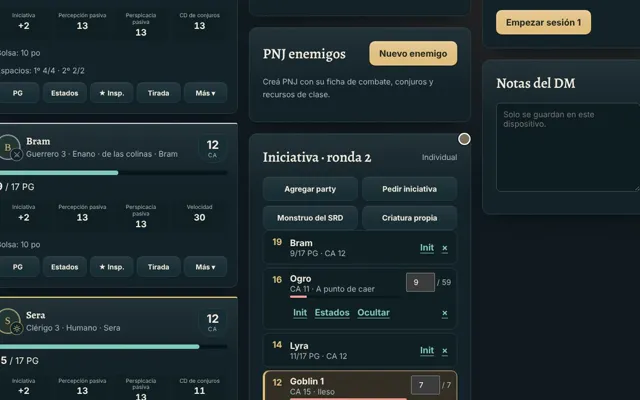 Iniciativa
+2
Percepción pasiva
13
Perspicacia pasiva
13
CD de conjuros
13
Bolsa: 10 po
Espacios: 1º 4/4 · 2º 2/2
PG
Estados
★ Insp.
Tirada
Más ▾
B
Bram
Guerrero 3 · Enano · de las colinas · Bram
12
CA
/ 17 PG
Iniciativa
+2
Percepción pasiva
13
Perspicacia pasiva
13
Velocidad
30
Bolsa: 10 po
PG
Estados
★ Insp.
Tirada
Más ▾
S
Sera
Clérigo 3 · Humano · Sera
12
CA
5 / 17 PG
Iniciativa
+2
Percepción pasiva
13
Perspicacia pasiva
13
CD de conjuros
11
PNJ enemigos
Nuevo enemigo
Creá PNJ con su ficha de combate, conjuros y
recursos de clase.
Iniciativa · ronda 2
Individual
Agregar party
Pedir iniciativa
Monstruo del SRD
Criatura propia
19
Bram
9/17 PG · CA 12
Init ×
16
Ogro
CA 11 · A punto de caer
9 / 59
Init Estados Ocultar ×
14
Lyra
11/17 PG · CA 12
Init ×
12
Goblin 1
CA 15 · Ileso
7 / 7
Empezar sesión 1
Notas del DM
Solo se guardan en este
dispositivo.